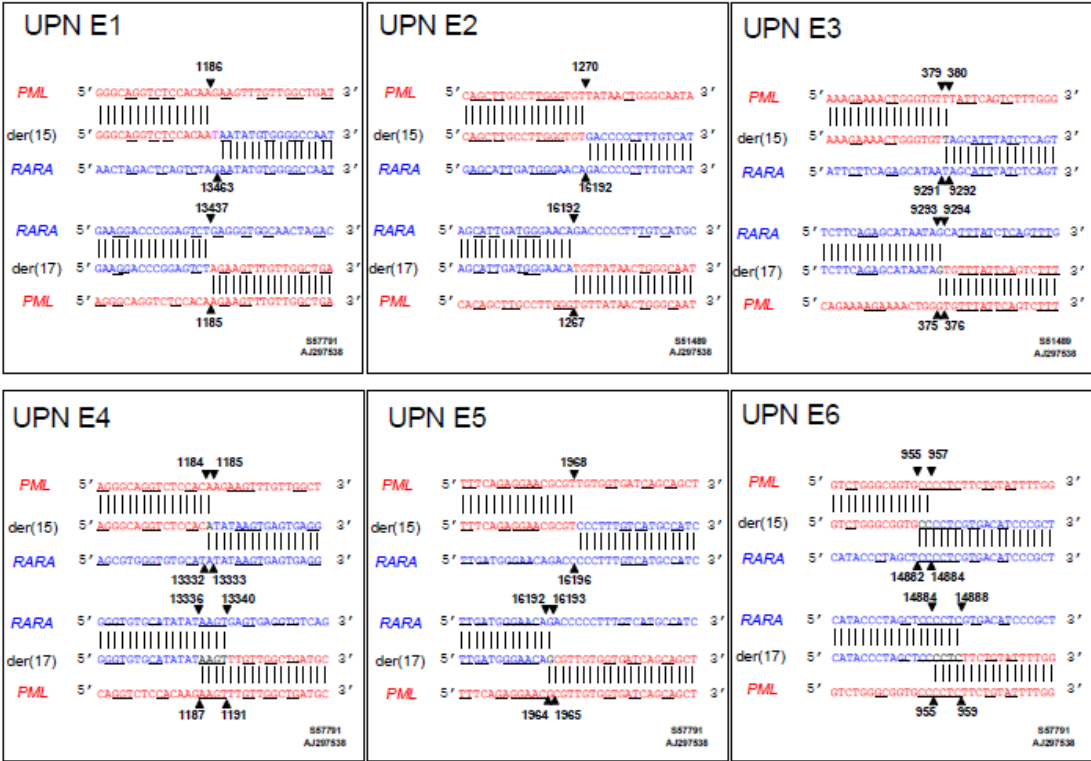 UPN E1
1186
PML 5' GGGCAGGTCTCCACAAGAAGTTTGTTGGCTGAT 3'
der(15) 5' GGGCAGGTCTCCACAATAATATGTGGGGCCAAT 3'
RARA 5' AACTAGACTCAGTCTAGAATATGTGGGGCCAAT 3'
13463
13437
RARA 5' GAAGGACCCGGAGTCTGAGGGTGGCAACTAGAC 3'
der(17) 5' GAAGGACCCGGAGTCTAGAAGTTTGTTGGCTGA 3'
PML 5' AGGGCAGGTCTCCACAAGAAGTTTGTTGGCTGA 3'
1185
S57791
AJ297538
UPN E2
1270
PML 5' CAGCTTGCCTTGGGTGTTATAACTGGGCAATA 3'
der(15) 5' CAGCTTGCCTTGGGTGTGACCCCCTTTGTCAT 3'
RARA 5' GAGCATTGATGGGAACAGACCCCCTTTGTCAT 3'
16192
16192
RARA 5' AGCATTGATGGGAACAGACCCCCTTTGTCATGC 3'
der(17) 5' AGCATTGATGGGAACATGTTATAACTGGGCAAT 3'
PML 5' CACAGCTTGCCTTGGGTGTTATAACTGGGCAAT 3'
1267
S51489
AJ297538
UPN E3
379 380
PML 5' AAAGAAAACTGGGTGTTTATTCAGTCTTTGGG 3'
der(15) 5' AAAGAAAACTGGGTGTTAGCATTTATCTCAGT 3'
RARA 5' ATTCTTCAGAGCATAATAGCATTTATCTCAGT 3'
9291 9292
9293 9294
RARA 5' TCTTCAGAGCATAATAGCATTTATCTCAGTTTG 3'
der(17) 5' TCTTCAGAGCATAATAGTGTTTATTCAGTCTTT 3'
PML 5' CAGAAAAGAAAACTGGGTGTTTATTCAGTCTTT 3'
375 376
S51489
AJ297538
UPN E4
1184 1185
PML 5' AGGGCAGGTCTCCACAAGAAGTTTGTTGGCT 3'
der(15) 5' AGGGCAGGTCTCCACATATAAGTGAGTGAGG 3'
RARA 5' AGCGTGGGTGTGCATATATAAGTGAGTGAGG 3'
13332 13333
13336 13340
RARA 5' GGGTGTGCATATATAAGTGAGTGAGGTGTCAG 3'
der(17) 5' GGGTGTGCATATATAAGTTTGTTGGCTGATGC 3'
PML 5' CAGGTCTCCACAAGAAGTTTGTTGGCTGATGC 3'
1187 1191
S57791
AJ297538
UPN E5
1968
PML 5' TTTCAGAGGAACGCGTTGTGGTGATCAGCAGCT 3'
der(15) 5' TTTCAGAGGAACGCGTCCCTTTGTCATGCCATC 3'
RARA 5' TTGATGGGAACAGACCCCCTTTGTCATGCCATC 3'
16196
16192 16193
RARA 5' TTGATGGGAACAGACCCCCTTTGTCATGCCATC 3'
der(17) 5' TTGATGGGAACAGCGTTGTGGTGATCAGCAGCT 3'
PML 5' TTTCAGAGGAACGCGTTGTGGTGATCAGCAGCT 3'
1964 1965
S57791
AJ297538
UPN E6
955 957
PML 5' GTCTGGGCGGTGCCCCTCTTCTGTATTTTGG 3'
der(15) 5' GTCTGGGCGGTGCCCCTCGTGACATCCCGCT 3'
RARA 5' CATACCCTAGCTCCCCTCGTGACATCCCGCT 3'
14882 14884
14884 14888
RARA 5' CATACCCTAGCTCCCCTCGTGACATCCCGCT 3'
der(17) 5' CATACCCTAGCTCCCCTCTTCTGTATTTTGG 3'
PML 5' GTCTGGGCGGTGCCCCTCTTCTGTATTTTGG 3'
955 959
S57791
AJ297538